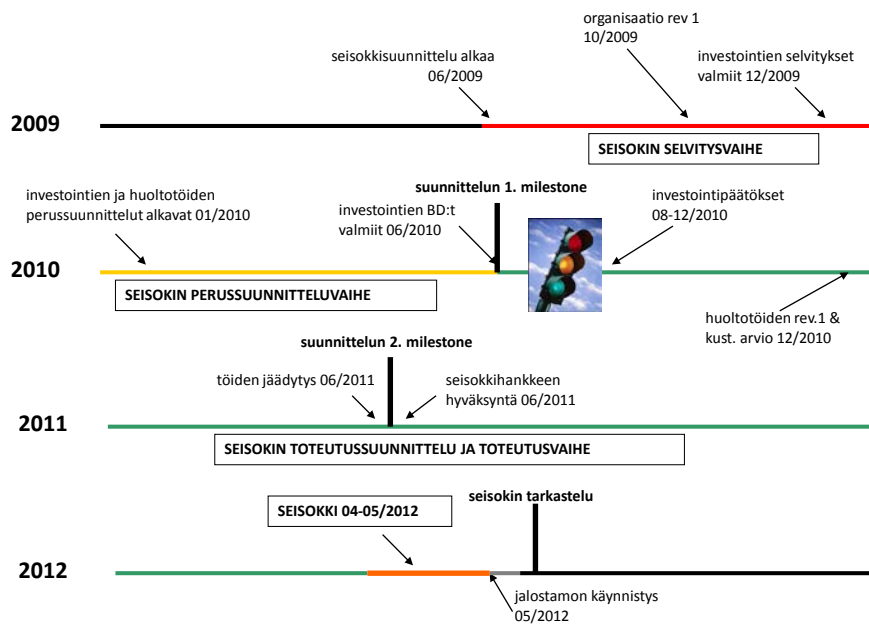 organisaatio rev 1
10/2009
seisokkisuunnittelu alkaa
06/2009
investointien selvitykset
valmiit 12/2009
2009
SEISOKIN SELVITYSVAIHE
investointien ja huoltotöiden
perussuunnittelut alkavat 01/2010
suunnittelun 1. milestone
investointien BD:t
valmiit 06/2010
investointipäätökset
08-12/2010
2010
SEISOKIN PERUSSUUNNITTELUVAIHE
huoltotöiden rev.1 &
kust. arvio 12/2010
suunnittelun 2. milestone
töiden jäädytys 06/2011
seisokkihankkeen
hyväksyntä 06/2011
2011
SEISOKIN TOTEUTUSSUUNNITTELU JA TOTEUTUSVAIHE
SEISOKKI 04-05/2012
seisokin tarkastelu
2012
jalostamon käynnistys
05/2012